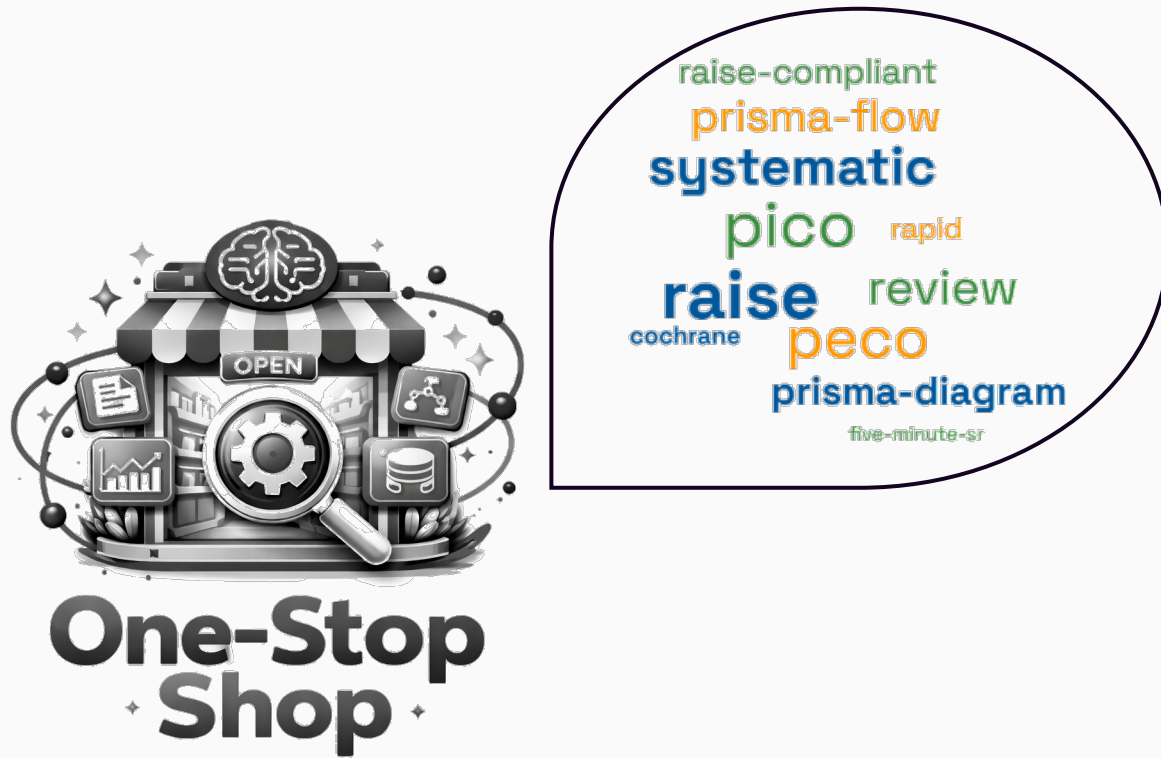 raise-compliant
prisma-flow
systematic
pico rapid
raise review
cochrane peco
prisma-diagram
five-minute-sr
OPEN
One-Stop
Shop